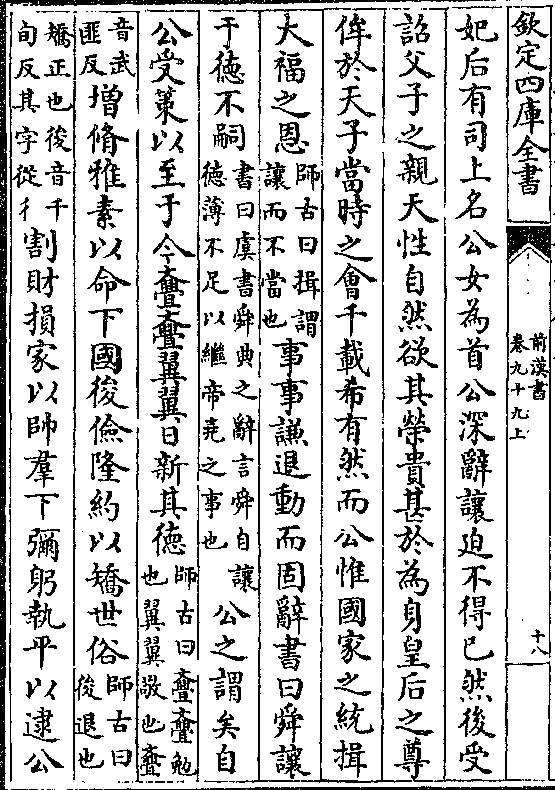 欽定四庫全書
前漢書
卷九十九上
十八
妃后有司上名公女為首公深辭讓迫不得已然後受
詔父子之親天性自然欲其榮貴甚於為身皇后之尊
侔於天子當時之會千載希有然而公惟國家之統揖
大福之恩師古曰揖謂讓而不當也事事謙退動而固辭書曰舜讓
于徳不嗣書曰虞書舜典之辭言舜自讓徳薄不足以繼帝堯之事也公之謂矣自
公受策以至于今亹亹翼翼日新其徳師古曰亹亹勉也翼翼敬也亹
音武匪反增脩雅素以命下國俊儉隆約以矯世俗師古曰俊退也
矯正也後音千旬反其字從彳割財損家以帥羣下彌躬執平以逮公